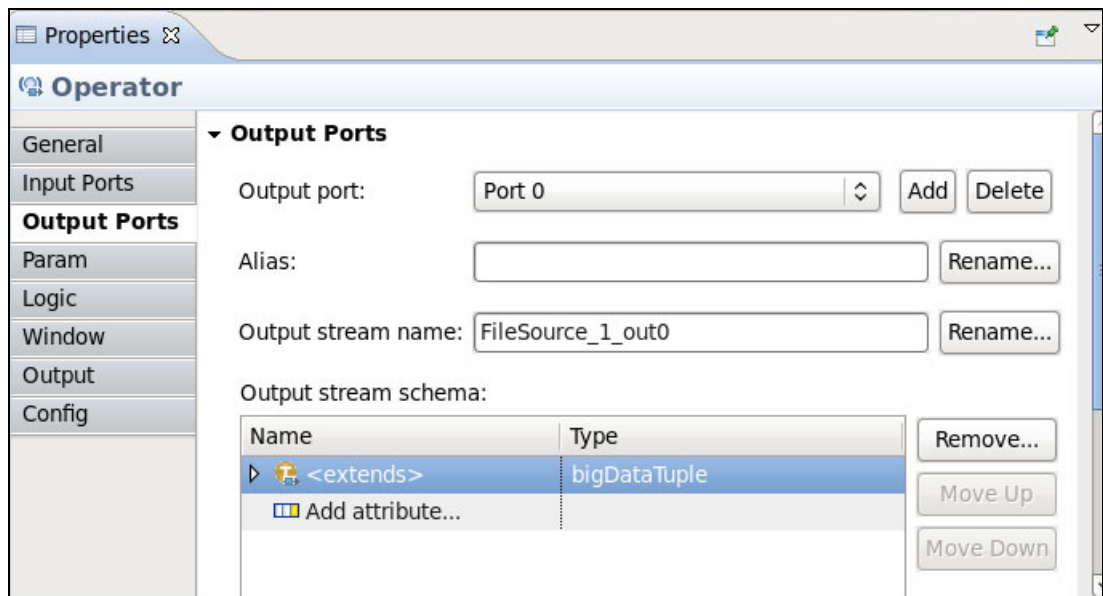 Properties
Operator
General
Input Ports
Output Ports
Param
Logic
Window
Output
Config
Output Ports
Output port: Port 0 Add Delete
Alias: Rename...
Output stream name: FileSource_1_out0 Rename...
Output stream schema:
Name Type Remove...
<extends> bigDataTuple
Move Up
Add attribute...
Move Down